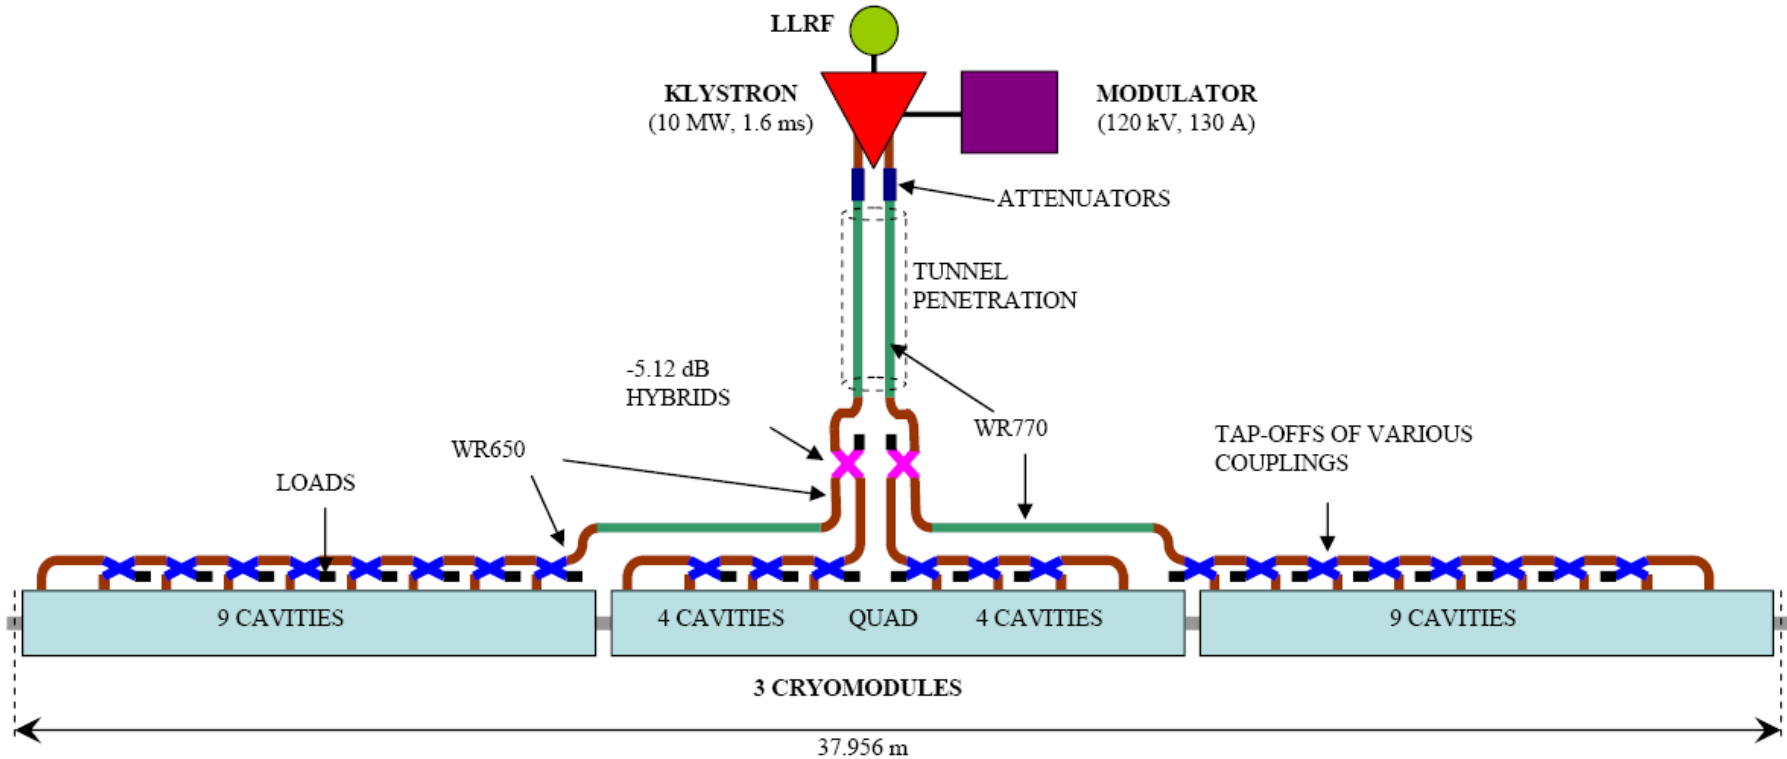 LLRF
KLYSTRON
(10 MW, 1.6 ms)
MODULATOR
(120 kV, 130 A)
ATTENUATORS
TUNNEL
PENETRATION
-5.12 dB
HYBRIDS
WR770
WR650
TAP-OFFS OF VARIOUS
COUPLINGS
LOADS
9 CAVITIES
4 CAVITIES
QUAD
4 CAVITIES
9 CAVITIES
3 CRYOMODULES
37.956 m